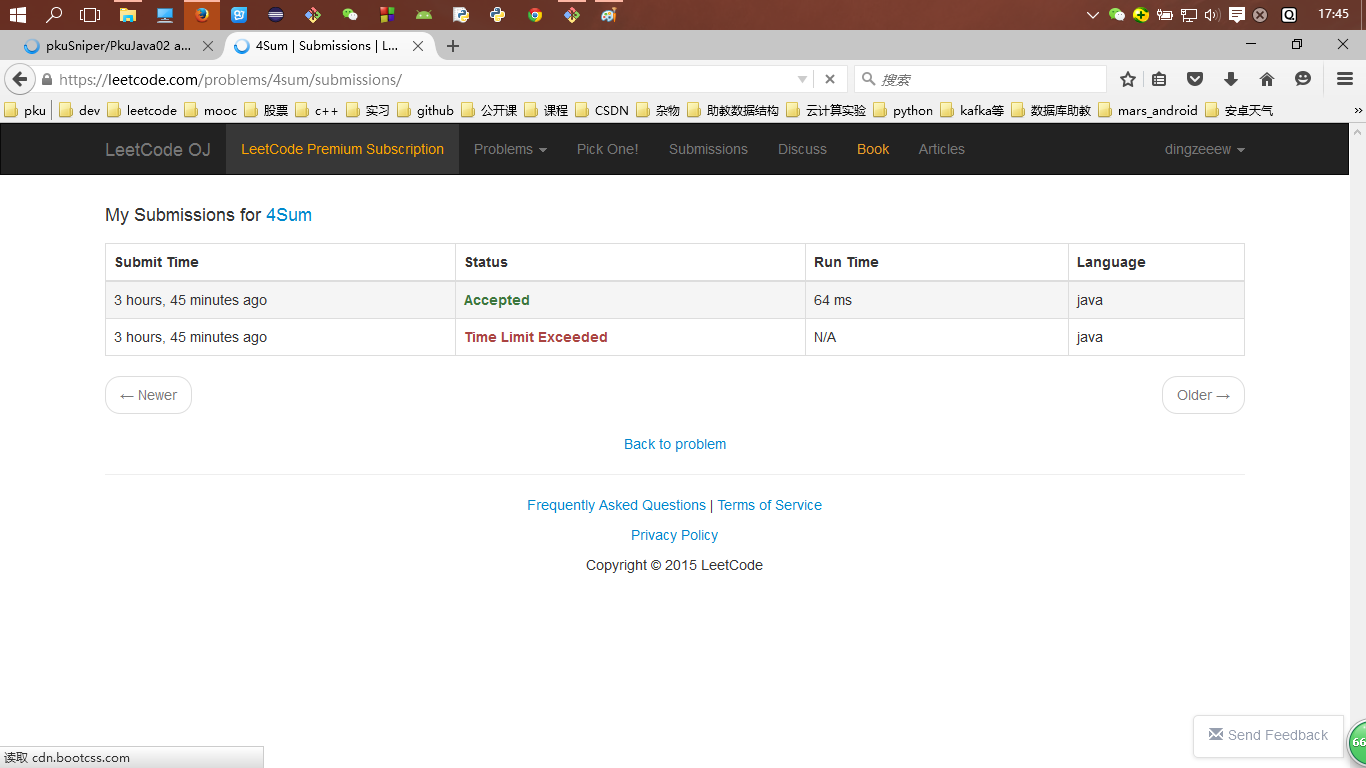 17:45
pkuSniper/PkuJava02 a... 4Sum | Submissions | L...
https://leetcode.com/problems/4sum/submissions/ 搜索
pku dev leetcode mooc 股票 c++ 实习 github 公开课 课程 CSDN 杂物 助教数据结构 云计算实验 python kafka等 数据库助教 mars_android 安卓天气
LeetCode OJ LeetCode Premium Subscription Problems Pick One! Submissions Discuss Book Articles dingzeeew
My Submissions for 4Sum
Submit Time Status Run Time Language
3 hours, 45 minutes ago Accepted 64 ms java
3 hours, 45 minutes ago Time Limit Exceeded N/A java
← Newer Older →
Back to problem
Frequently Asked Questions | Terms of Service
Privacy Policy
Copyright © 2015 LeetCode
Send Feedback
66
读取 cdn.bootcss.com